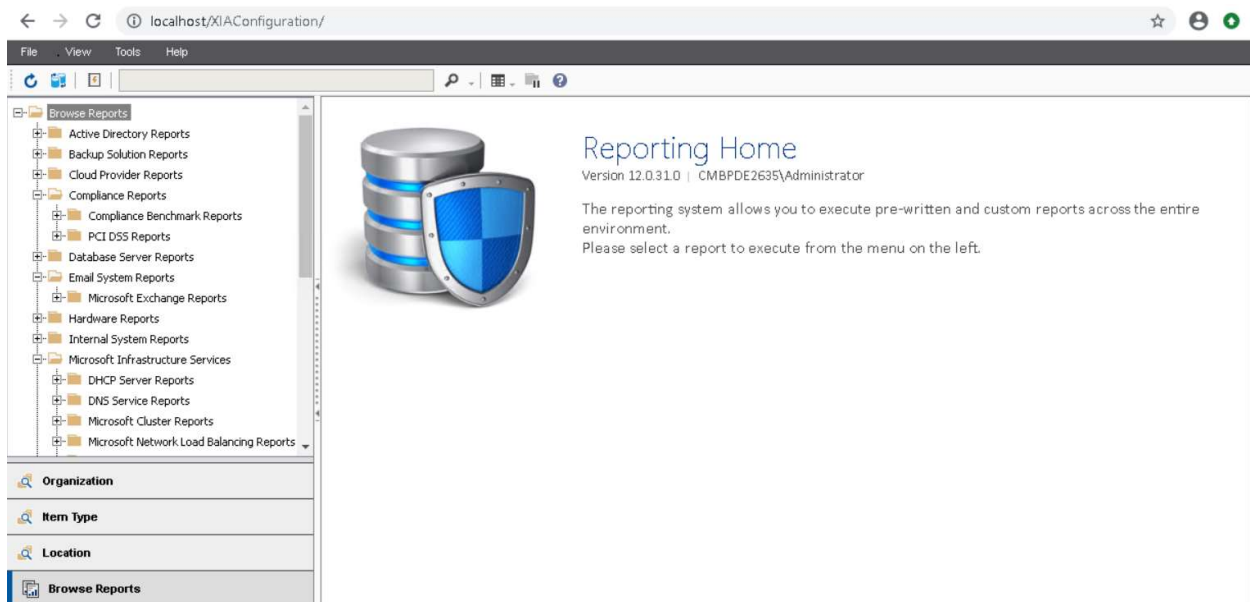 localhost/XIAConfiguration/
File View Tools Help
Browse Reports
Active Directory Reports
Backup Solution Reports
Cloud Provider Reports
Compliance Reports
Compliance Benchmark Reports
PCI DSS Reports
Database Server Reports
Email System Reports
Microsoft Exchange Reports
Hardware Reports
Internal System Reports
Microsoft Infrastructure Services
DHCP Server Reports
DNS Service Reports
Microsoft Cluster Reports
Microsoft Network Load Balancing Reports
Organization
Item Type
Location
Browse Reports
Reporting Home
Version 12.0.31.0 | CMBPDE2635\Administrator
The reporting system allows you to execute pre-written and custom reports across the entire
environment.
Please select a report to execute from the menu on the left.